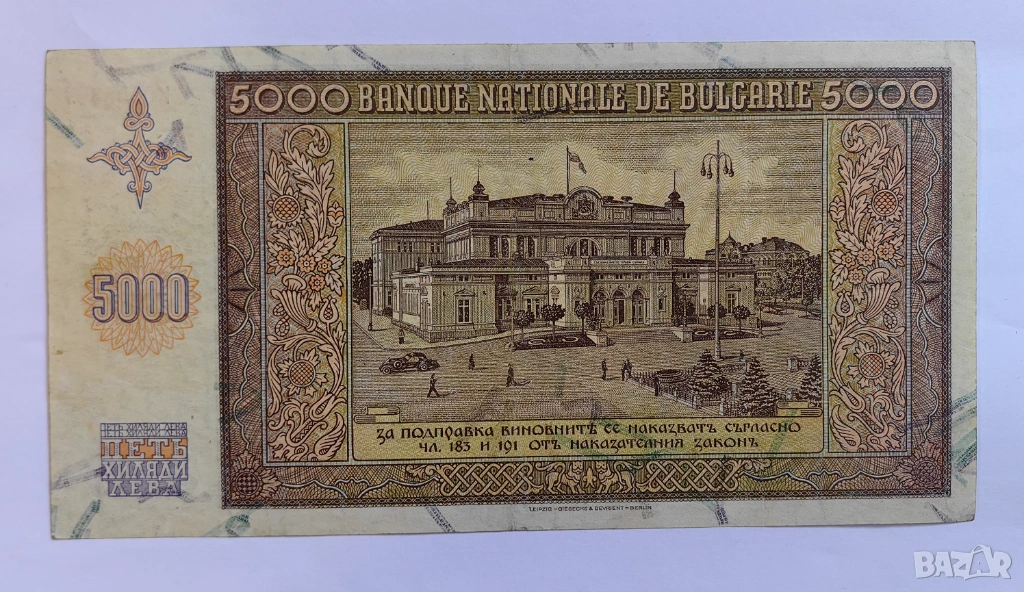 5000 BANQUE NATIONALE DE BULGARIE 5000
5000
ПЕТЬ ХИЛЯДИ ЛЕВА
ПЕТЬ
ХИЛЯДИ
ЛЕВА
ЗА ПОДПРАВКА ВИНОВНИТѢ СЕ НАКАЗВАТЪ СЪГЛАСНО
ЧЛ. 183 И 191 ОТЪ НАКАЗАТЕЛНИЯ ЗАКОНЪ
LEIPZIG - GIESECKE & DEVRIENT - BERLIN
BAZAR